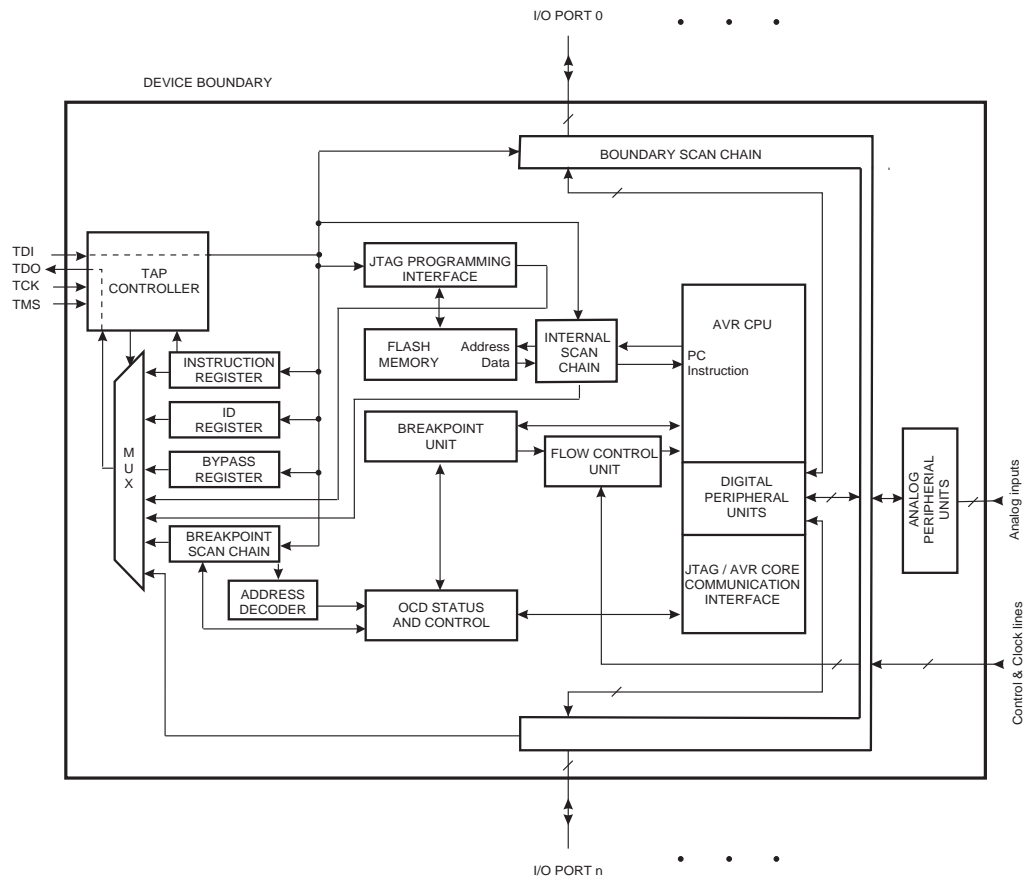 I/O PORT 0
DEVICE BOUNDARY
BOUNDARY SCAN CHAIN
TDI
TDO
TCK
TMS
TAP
CONTROLLER
JTAG PROGRAMMING
INTERFACE
AVR CPU
FLASH
MEMORY
Address
Data
INTERNAL
SCAN
CHAIN
PC
Instruction
INSTRUCTION
REGISTER
ID
REGISTER
BYPASS
REGISTER
M
U
X
BREAKPOINT
UNIT
FLOW CONTROL
UNIT
DIGITAL
PERIPHERAL
UNITS
ANALOG
PERIPHERIAL
UNITS
Analog inputs
BREAKPOINT
SCAN CHAIN
ADDRESS
DECODER
OCD STATUS
AND CONTROL
JTAG / AVR CORE
COMMUNICATION
INTERFACE
Control & Clock lines
I/O PORT n